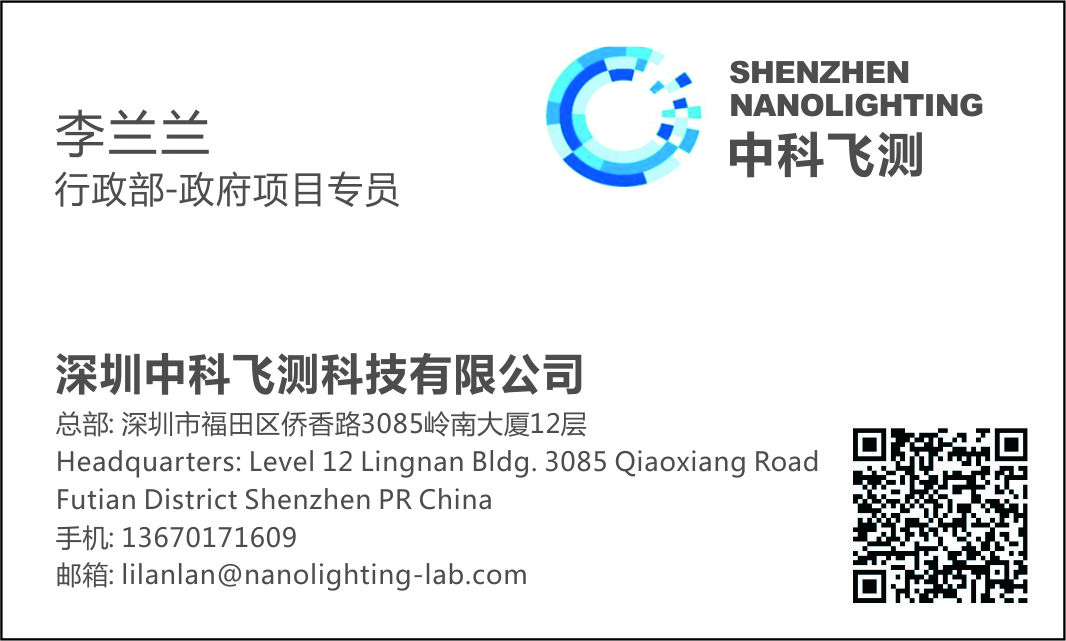 李兰兰
行政部-政府项目专员
SHENZHEN
NANOLIGHTING
中科飞测
深圳中科飞测科技有限公司
总部: 深圳市福田区侨香路3085岭南大厦12层
Headquarters: Level 12 Lingnan Bldg. 3085 Qiaoxiang Road
Futian District Shenzhen PR China
手机: 13670171609
邮箱: lilanlan@nanolighting-lab.com